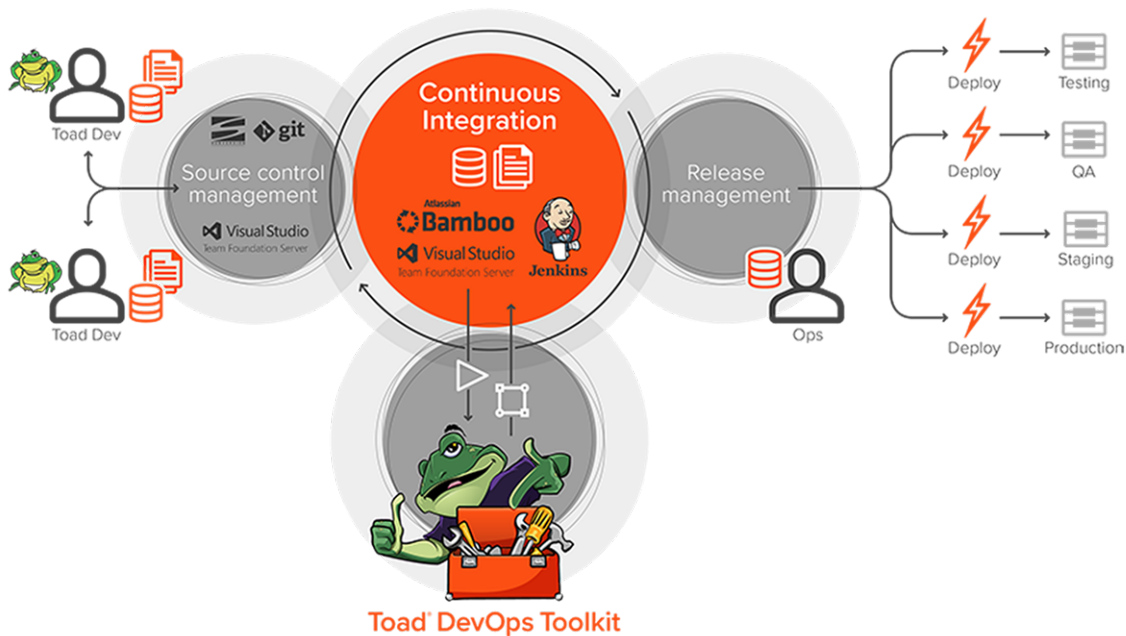 Toad Dev
Toad Dev
git
Source control
management
Visual Studio
Team Foundation Server
Continuous
Integration
Atlassian
Bamboo
Visual Studio
Team Foundation Server
Jenkins
Release
management
Ops
Deploy
Testing
Deploy
QA
Deploy
Staging
Deploy
Production
Toad® DevOps Toolkit